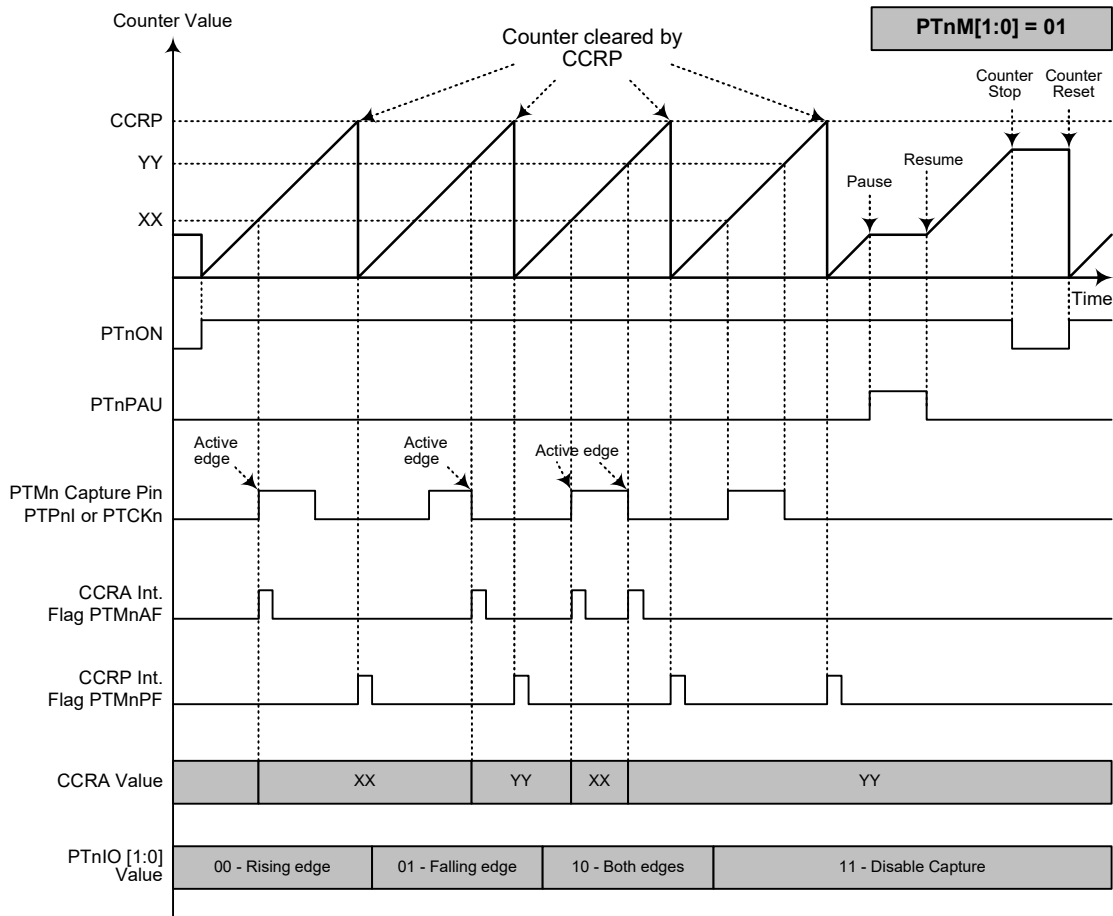 Counter Value
PTnM[1:0] = 01
Counter cleared by
CCRP
Counter
Stop
Counter
Reset
CCRP
YY
Resume
Pause
XX
Time
PTnON
PTnPAU
Active
edge
Active
edge
Active edge
PTMn Capture Pin
PTPnI or PTCKn
CCRA Int.
Flag PTMnAF
CCRP Int.
Flag PTMnPF
CCRA Value
XX
YY
XX
YY
PTnIO [1:0]
Value
00 - Rising edge
01 - Falling edge
10 - Both edges
11 - Disable Capture